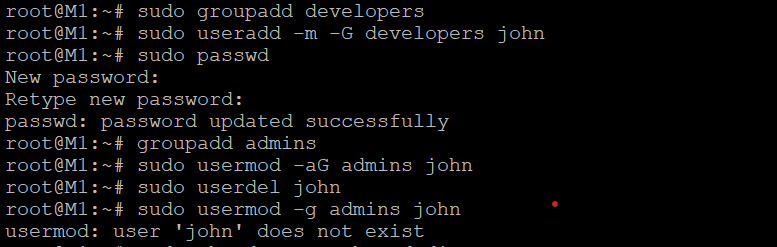 root@M1:~# sudo groupadd developers
root@M1:~# sudo useradd -m -G developers john
root@M1:~# sudo passwd
New password:
Retype new password:
passwd: password updated successfully
root@M1:~# groupadd admins
root@M1:~# sudo usermod -aG admins john
root@M1:~# sudo userdel john
root@M1:~# sudo usermod -g admins john
usermod: user 'john' does not exist